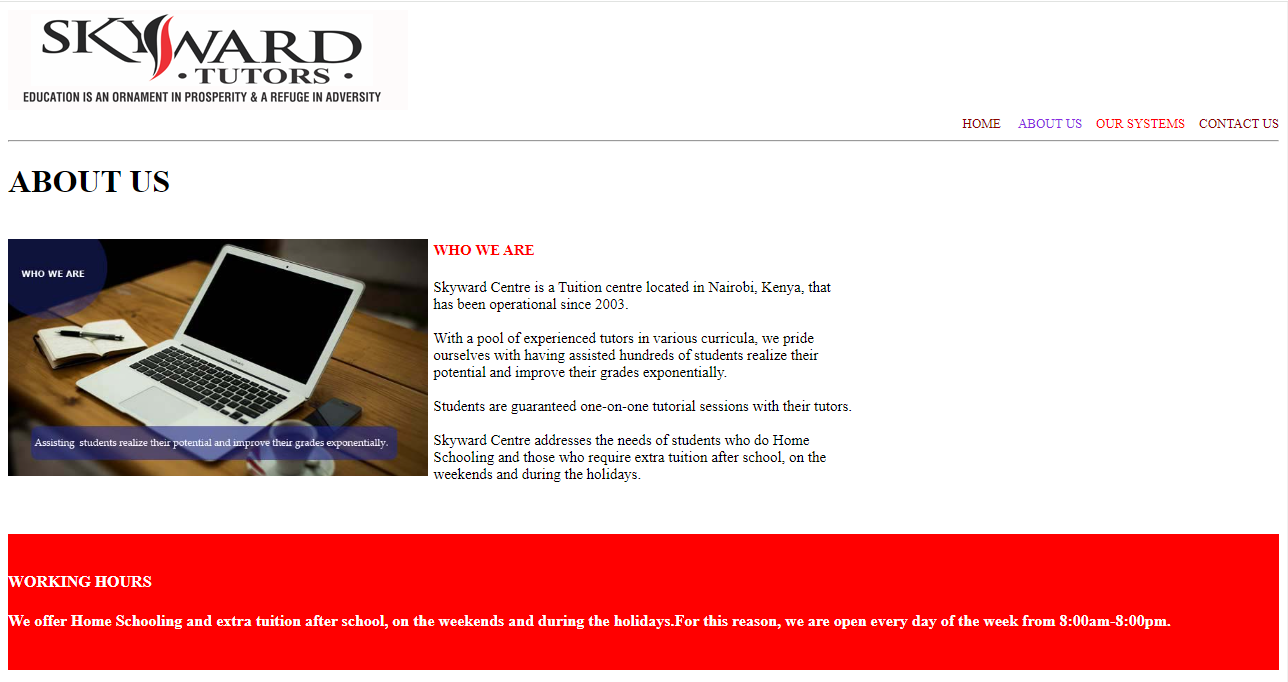 SKYWARD
• TUTORS •
EDUCATION IS AN ORNAMENT IN PROSPERITY & A REFUGE IN ADVERSITY
HOME ABOUT US OUR SYSTEMS CONTACT US
ABOUT US
WHO WE ARE
Assisting students realize their potential and improve their grades exponentially.
WHO WE ARE
Skyward Centre is a Tuition centre located in Nairobi, Kenya, that
has been operational since 2003.
With a pool of experienced tutors in various curricula, we pride
ourselves with having assisted hundreds of students realize their
potential and improve their grades exponentially.
Students are guaranteed one-on-one tutorial sessions with their tutors.
Skyward Centre addresses the needs of students who do Home
Schooling and those who require extra tuition after school, on the
weekends and during the holidays.
WORKING HOURS
We offer Home Schooling and extra tuition after school, on the weekends and during the holidays.For this reason, we are open every day of the week from 8:00am-8:00pm.